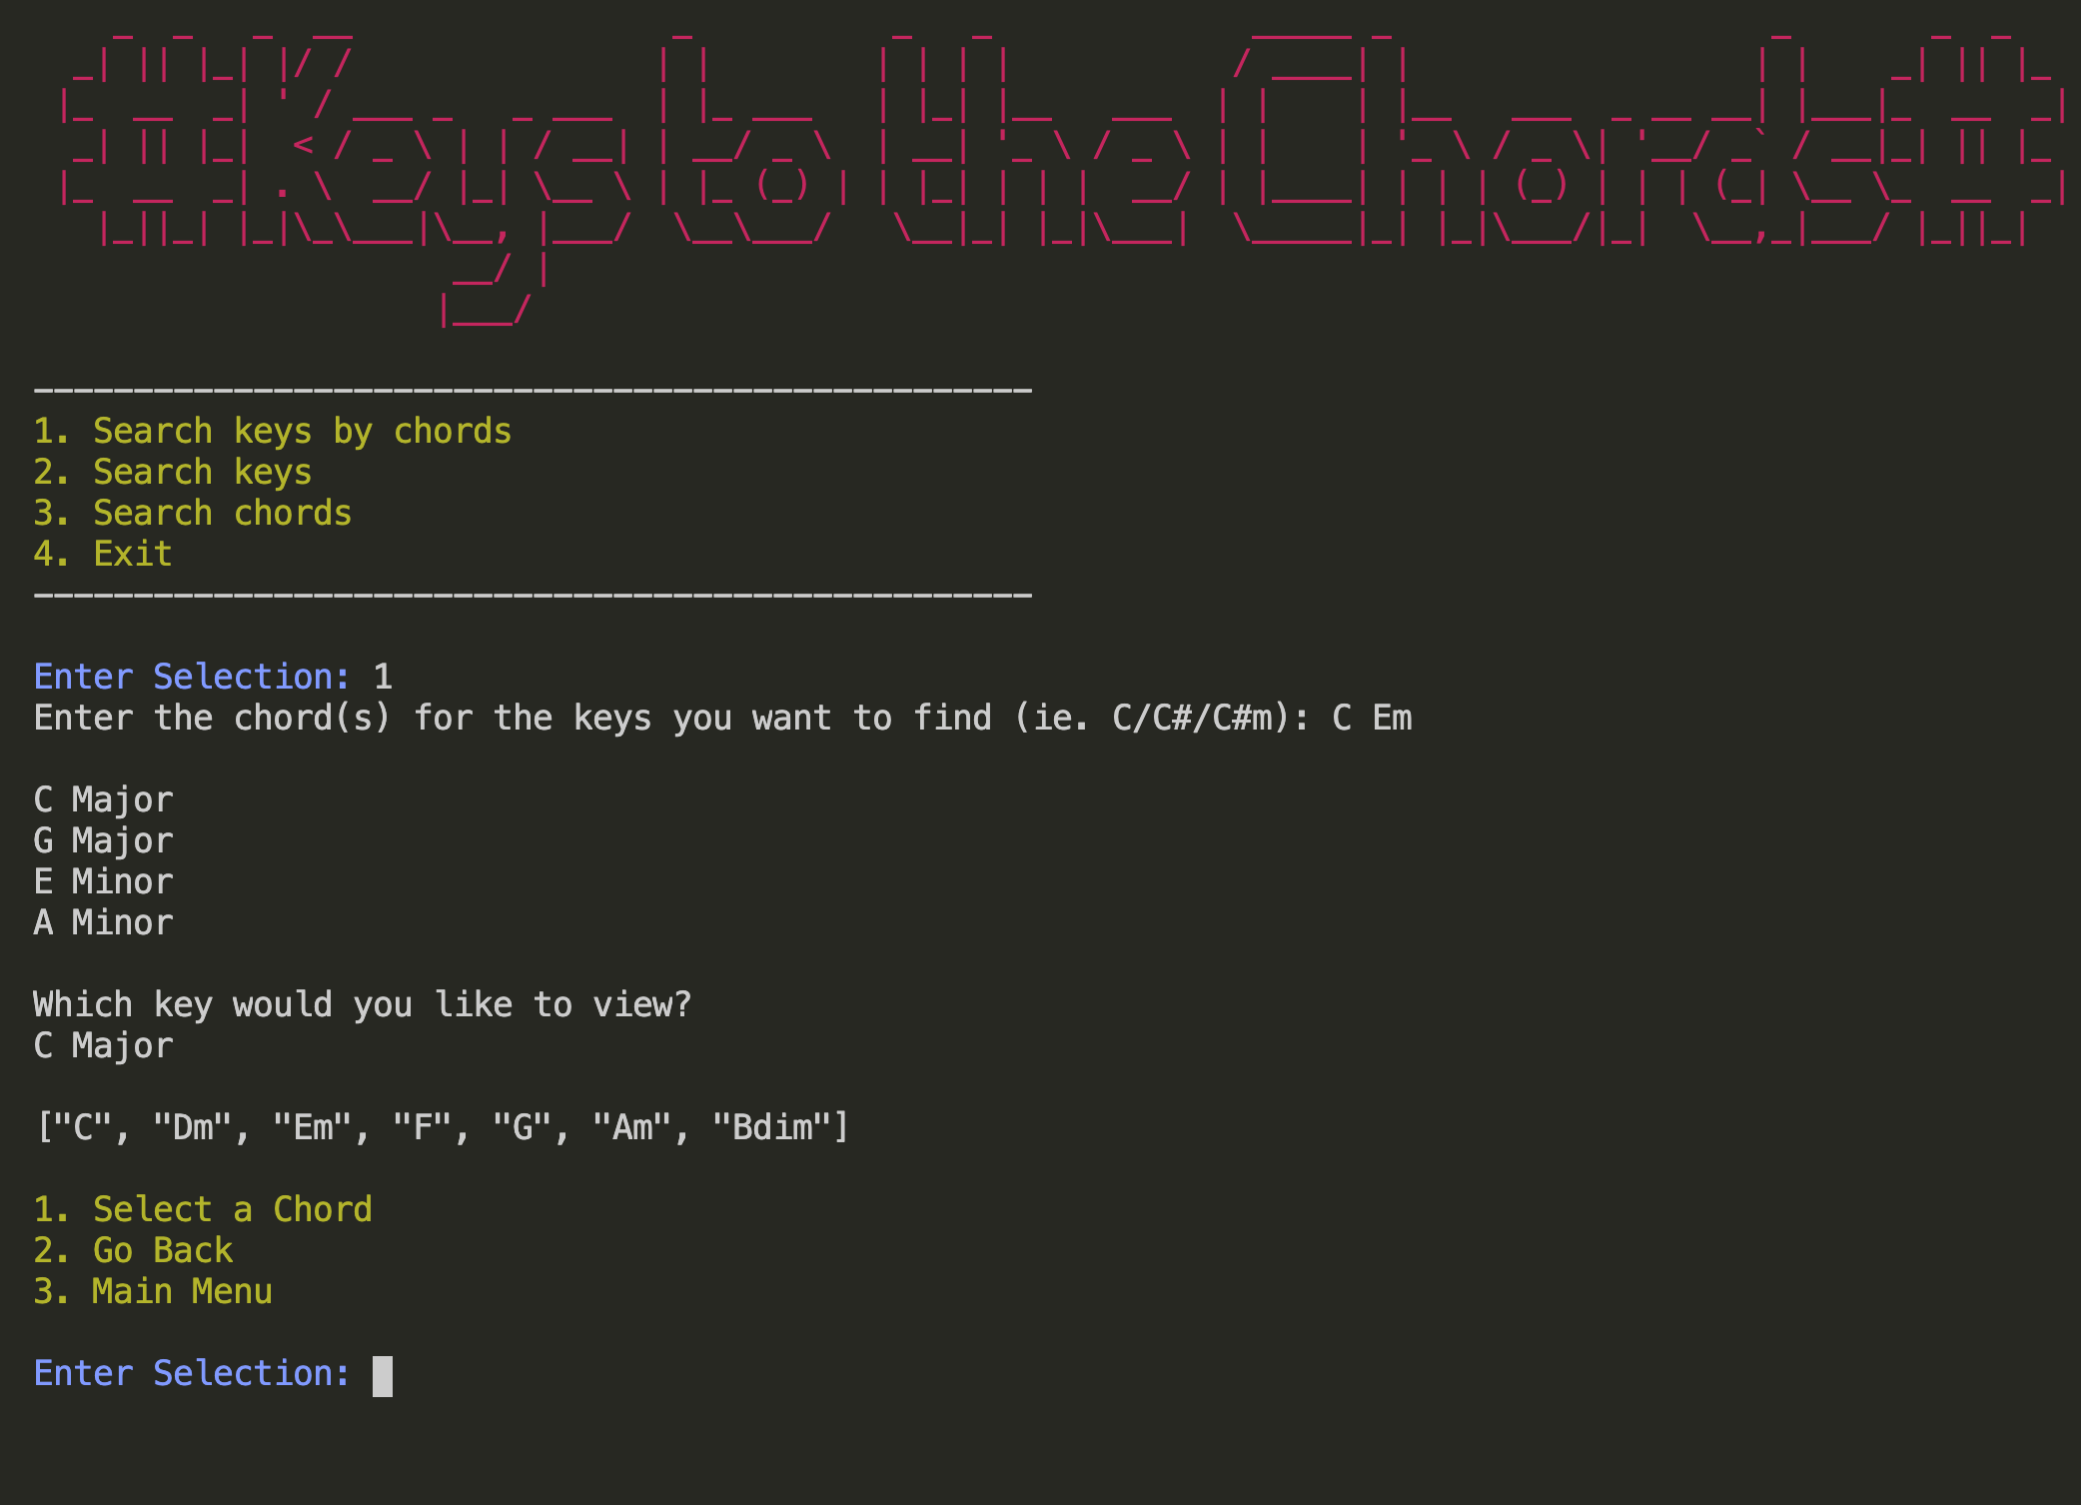 #Keys to the Chords#
--------------------------------------------------
1. Search keys by chords
2. Search keys
3. Search chords
4. Exit
--------------------------------------------------
Enter Selection: 1
Enter the chord(s) for the keys you want to find (ie. C/C#/C#m): C Em
C Major
G Major
E Minor
A Minor
Which key would you like to view?
C Major
["C", "Dm", "Em", "F", "G", "Am", "Bdim"]
1. Select a Chord
2. Go Back
3. Main Menu
Enter Selection: